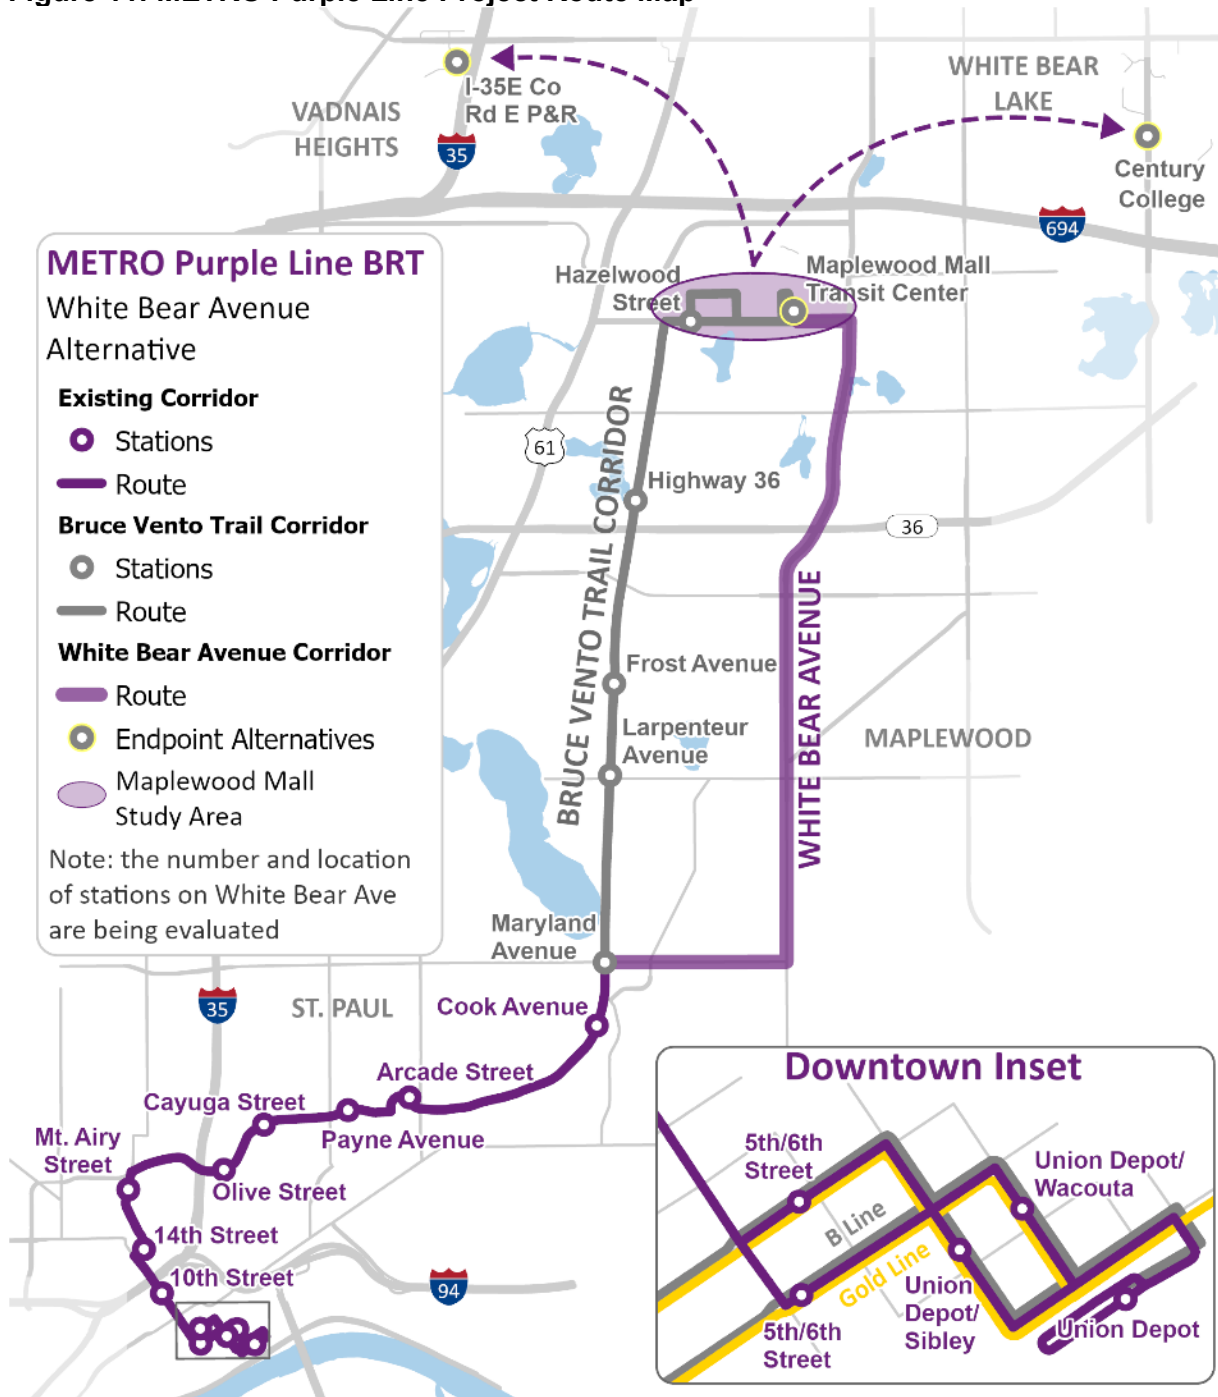 I-35E Co
Rd E P&R
WHITE BEAR
LAKE
VADNAIS
HEIGHTS
35
Century
College
694
METRO Purple Line BRT
White Bear Avenue
Alternative
Existing Corridor
Stations
Route
Bruce Vento Trail Corridor
Stations
Route
White Bear Avenue Corridor
Route
Endpoint Alternatives
Maplewood Mall
Study Area
Note: the number and location
of stations on White Bear Ave
are being evaluated
Hazelwood
Street
Maplewood Mall
Transit Center
61
BRUCE VENTO TRAIL CORRIDOR
Highway 36
36
WHITE BEAR AVENUE
Frost Avenue
Larpenteur
Avenue
MAPLEWOOD
Maryland
Avenue
35
ST. PAUL
Cook Avenue
Arcade Street
Cayuga Street
Payne Avenue
Mt. Airy
Street
Olive Street
14th Street
10th Street
94
Downtown Inset
5th/6th
Street
Union Depot/
Wacouta
B Line
Gold Line
Union
Depot/
Sibley
5th/6th
Street
Union Depot